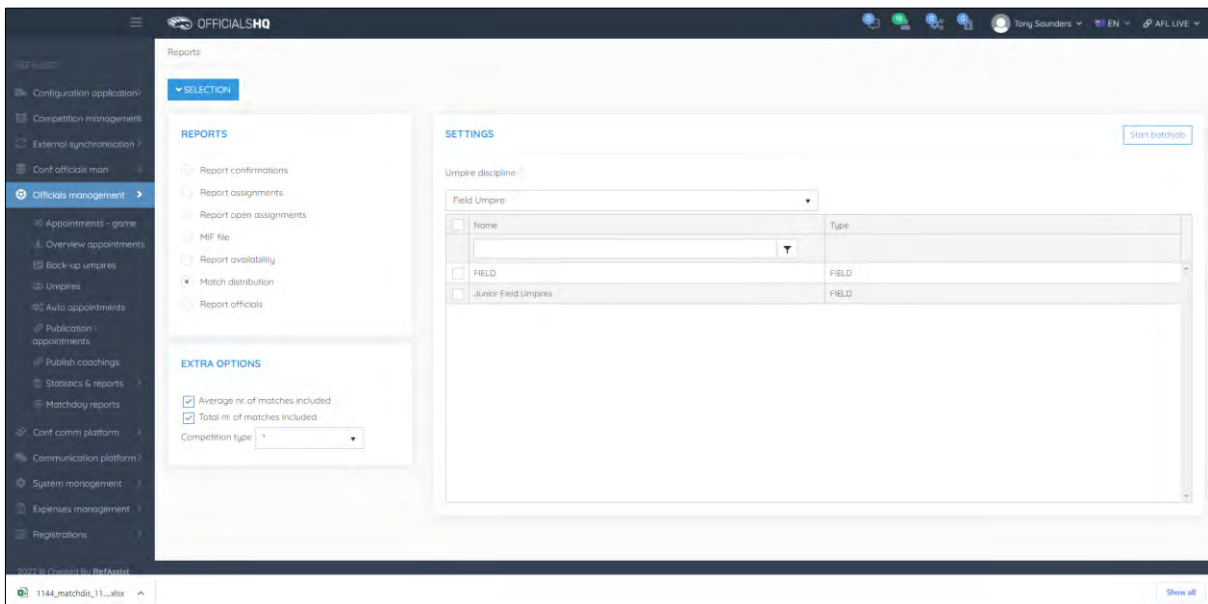 OFFICIALSHQ
Tony Saunders
EN
AFL LIVE
REFASSIST
Configuration application
Competition management
External synchronisation
Conf officials man
Officials management
Appointments - game
Overview appointments
Back-up umpires
Umpires
Auto appointments
Publication -
appointments
Publish coachings
Statistics & reports
Matchday reports
Conf comm platform
Communication platform
System management
Expenses management
Registrations
2022 © Created By RefAssist
Reports
SELECTION
REPORTS
Report confirmations
Report assignments
Report open assignments
MIF file
Report availability
Match distribution
Report officials
EXTRA OPTIONS
Average nr. of matches included
Total nr. of matches included
Competition type *
SETTINGS
Start batchjob
Umpire discipline
Field Umpire
Name Type
FIELD FIELD
Junior Field Umpires FIELD
1144_matchdis_11....xlsx
Show all